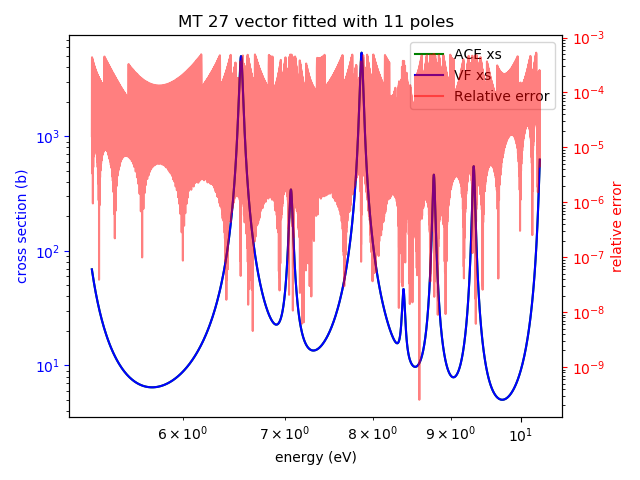 MT 27 vector fitted with 11 poles
ACE xs
VF xs
Relative error
cross section (b)
10³
10²
10¹
10⁻³
10⁻⁴
10⁻⁵
10⁻⁶
10⁻⁷
10⁻⁸
10⁻⁹
relative error
6 × 10⁰ 7 × 10⁰ 8 × 10⁰ 9 × 10⁰ 10¹
energy (eV)